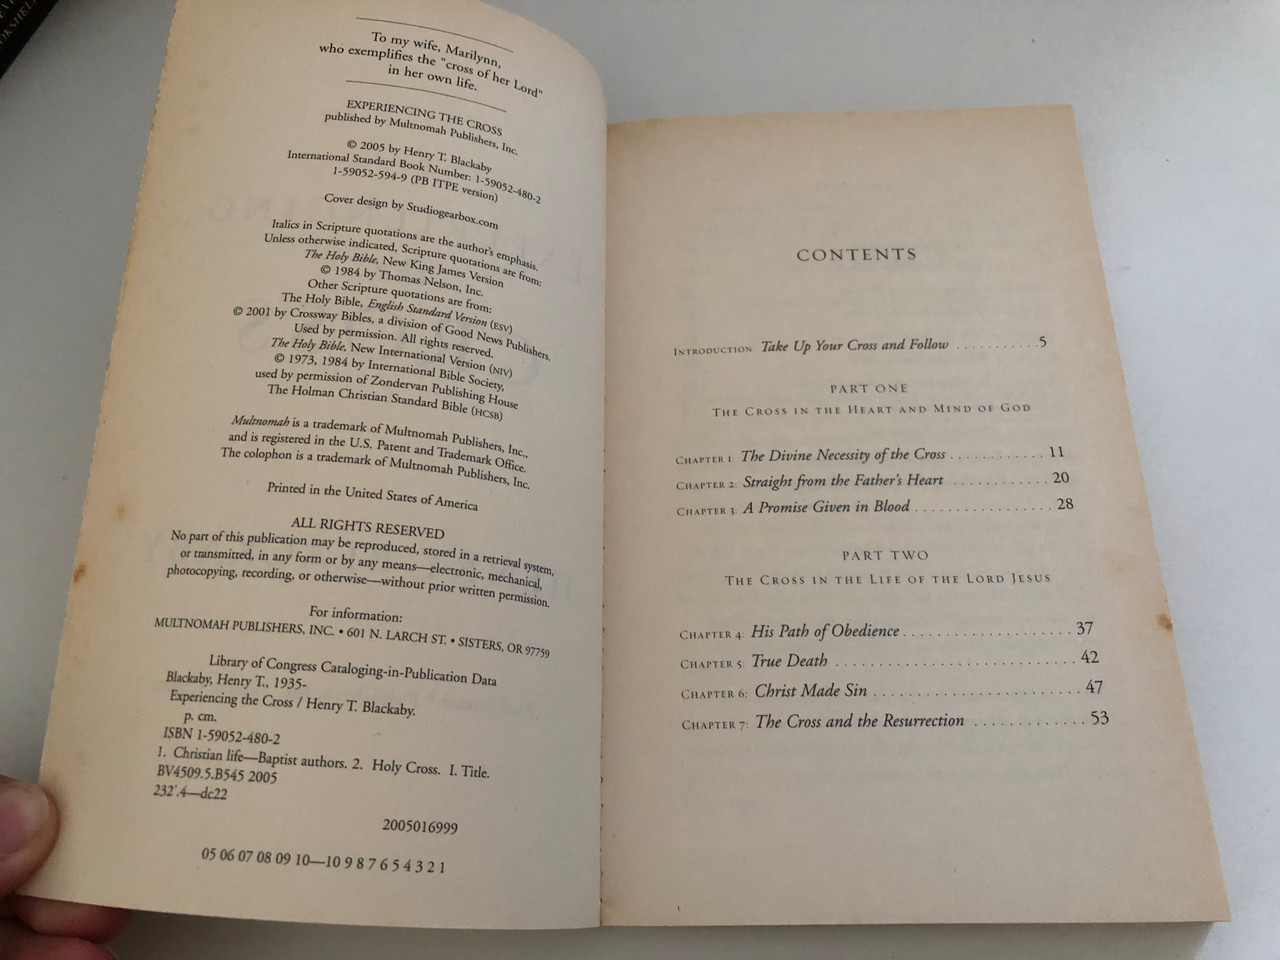 To my wife, Marilynn,
who exemplifies the "cross of her Lord"
in her own life.
EXPERIENCING THE CROSS
published by Multnomah Publishers, Inc.
© 2005 by Henry T. Blackaby
International Standard Book Number: 1-59052-480-2
1-59052-594-9 (PB ITPE version)
Cover design by Studiogearbox.com
Italics in Scripture quotations are the author's emphasis.
Unless otherwise indicated, Scripture quotations are from:
The Holy Bible, New King James Version
© 1984 by Thomas Nelson, Inc.
Other Scripture quotations are from:
The Holy Bible, English Standard Version (ESV)
© 2001 by Crossway Bibles, a division of Good News Publishers.
Used by permission. All rights reserved.
The Holy Bible, New International Version (NIV)
© 1973, 1984 by International Bible Society,
used by permission of Zondervan Publishing House
The Holman Christian Standard Bible (HCSB)
Multnomah is a trademark of Multnomah Publishers, Inc.,
and is registered in the U.S. Patent and Trademark Office.
The colophon is a trademark of Multnomah Publishers, Inc.
Printed in the United States of America
ALL RIGHTS RESERVED
No part of this publication may be reproduced, stored in a retrieval system,
or transmitted, in any form or by any means—electronic, mechanical,
photocopying, recording, or otherwise—without prior written permission.
For information:
MULTNOMAH PUBLISHERS, INC. • 601 N. LARCH ST. • SISTERS, OR 97759
Library of Congress Cataloging-in-Publication Data
Blackaby, Henry T., 1935-
Experiencing the Cross / Henry T. Blackaby.
p. cm.
ISBN 1-59052-480-2
1. Christian life—Baptist authors. 2. Holy Cross. I. Title.
BV4509.5.B545 2005
232'.4—dc22
2005016999
05 06 07 08 09 10—10 9 8 7 6 5 4 3 2 1
CONTENTS
INTRODUCTION: Take Up Your Cross and Follow ...........5
PART ONE
THE CROSS IN THE HEART AND MIND OF GOD
CHAPTER 1: The Divine Necessity of the Cross ............11
CHAPTER 2: Straight from the Father's Heart ............20
CHAPTER 3: A Promise Given in Blood .................28
PART TWO
THE CROSS IN THE LIFE OF THE LORD JESUS
CHAPTER 4: His Path of Obedience ....................37
CHAPTER 5: True Death ...........................42
CHAPTER 6: Christ Made Sin ........................47
CHAPTER 7: The Cross and the Resurrection .............53